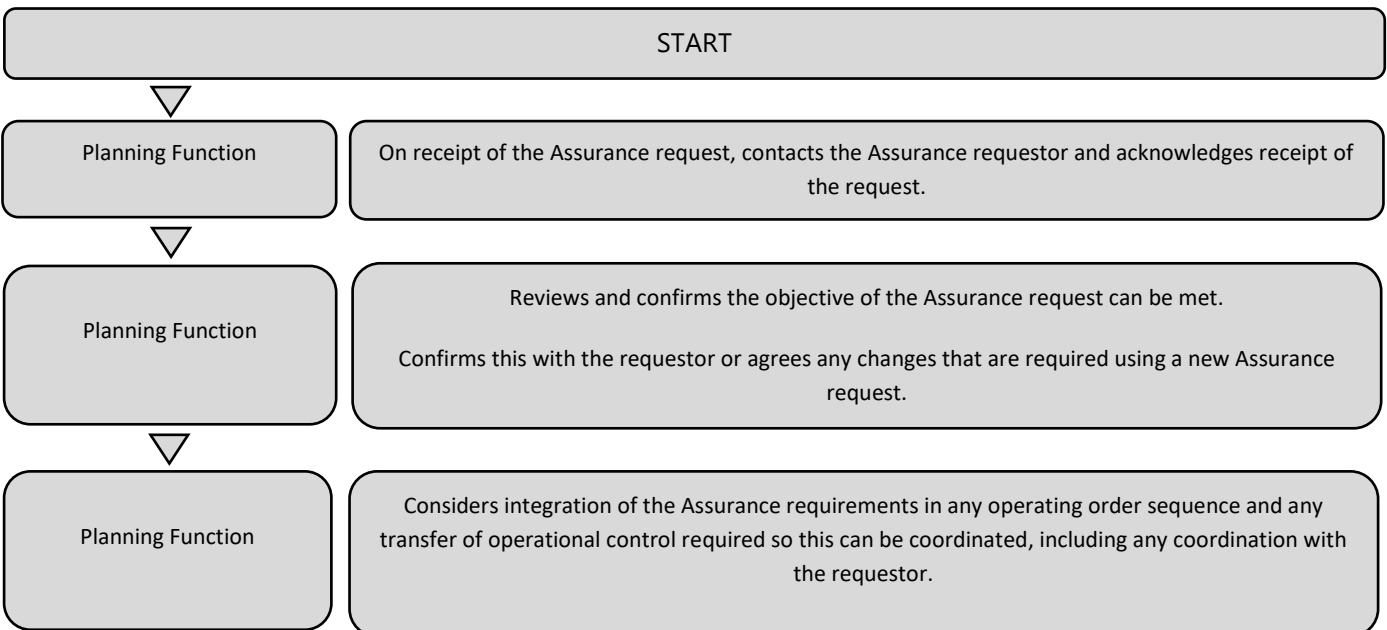 START
Planning Function
On receipt of the Assurance request, contacts the Assurance requestor and acknowledges receipt of
the request.
Planning Function
Reviews and confirms the objective of the Assurance request can be met.
Confirms this with the requestor or agrees any changes that are required using a new Assurance
request.
Planning Function
Considers integration of the Assurance requirements in any operating order sequence and any
transfer of operational control required so this can be coordinated, including any coordination with
the requestor.